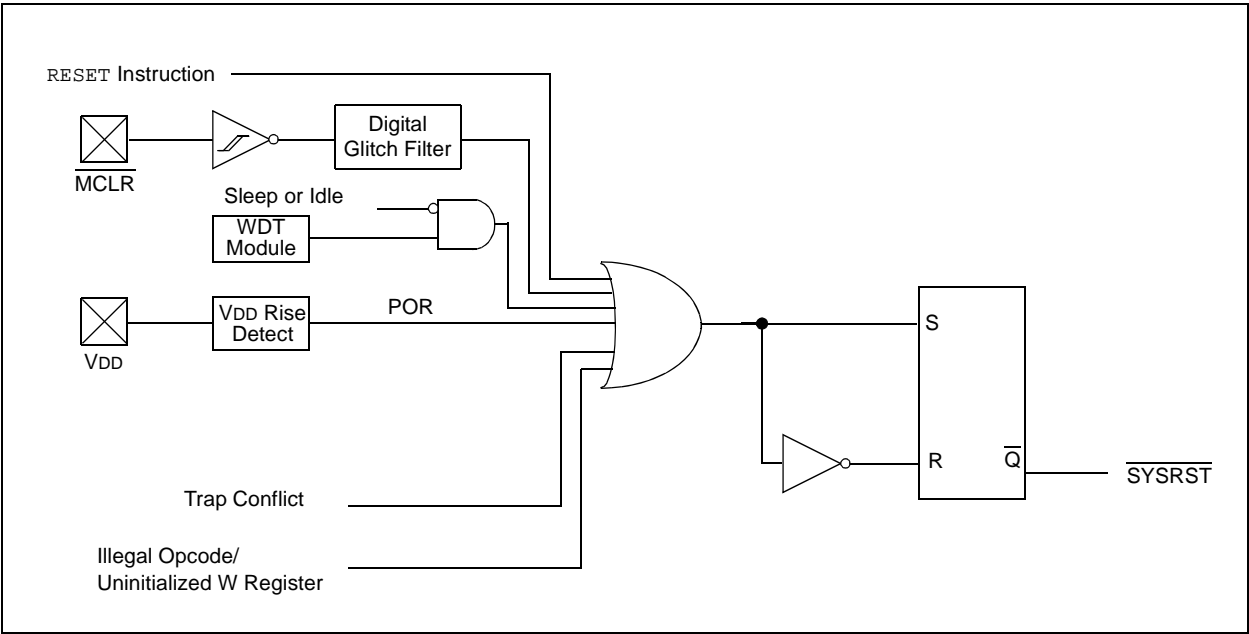 RESET Instruction
Digital
Glitch Filter
MCLR
Sleep or Idle
WDT
Module
VDD Rise
Detect
POR
VDD
S
R
Q
SYSRST
Trap Conflict
Illegal Opcode/
Uninitialized W Register